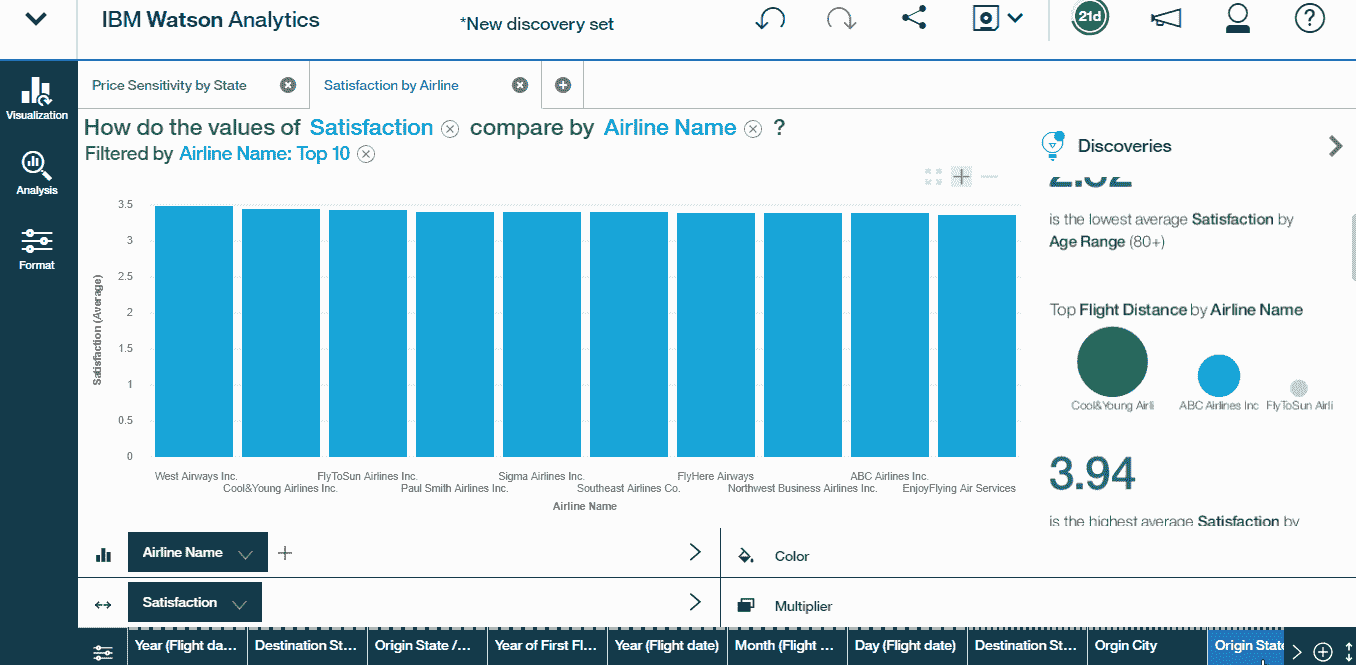 IBM Watson Analytics
*New discovery set
21d
?
Visualization
Analysis
Format
Price Sensitivity by State
Satisfaction by Airline
How do the values of Satisfaction compare by Airline Name ?
Filtered by Airline Name: Top 10
3.5
3
2.5
2
1.5
1
0.5
0
Satisfaction (Average)
West Airways Inc.
Cool&Young Airlines Inc.
FlyToSun Airlines Inc.
Paul Smith Airlines Inc.
Sigma Airlines Inc.
Southeast Airlines Co.
FlyHere Airways
Northwest Business Airlines Inc.
ABC Airlines Inc.
EnjoyFlying Air Services
Airline Name
Discoveries
is the lowest average Satisfaction by
Age Range (80+)
Top Flight Distance by Airline Name
Cool&Young Airli
ABC Airlines Inc
FlyToSun Airli
3.94
is the highest average Satisfaction by
Airline Name
Color
Satisfaction
Multiplier
Year (Flight da...
Destination St...
Origin State /...
Year of First Fl...
Year (Flight date)
Month (Flight ...
Day (Flight date)
Destination St...
Orgin City
Origin State